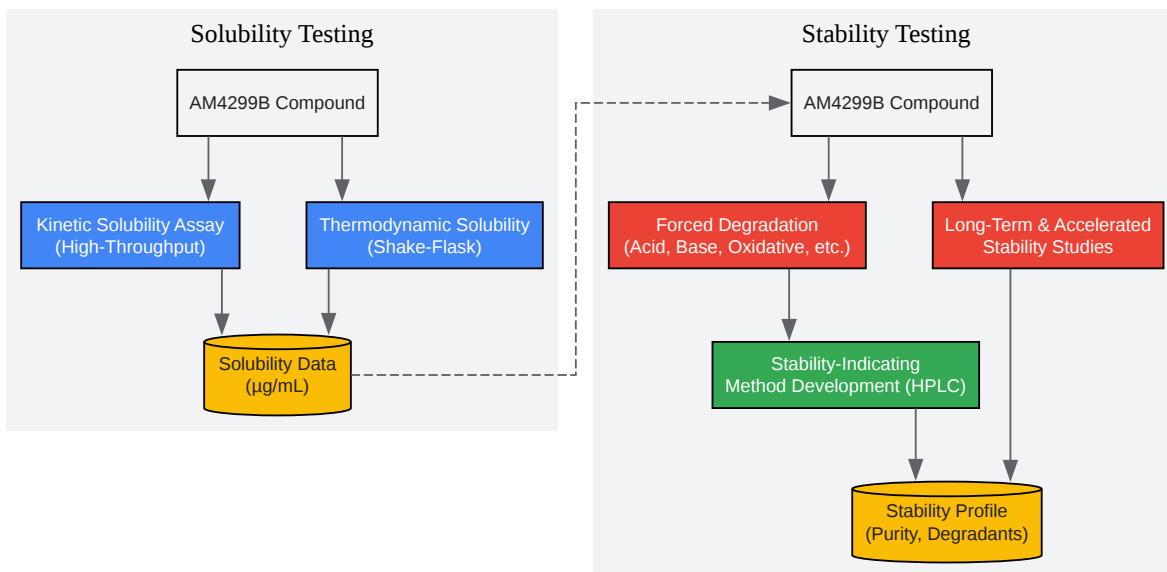 Solubility Testing
AM4299B Compound
Kinetic Solubility Assay
(High-Throughput)
Thermodynamic Solubility
(Shake-Flask)
Solubility Data
(µg/mL)
Stability Testing
AM4299B Compound
Forced Degradation
(Acid, Base, Oxidative, etc.)
Long-Term & Accelerated
Stability Studies
Stability-Indicating
Method Development (HPLC)
Stability Profile
(Purity, Degradants)